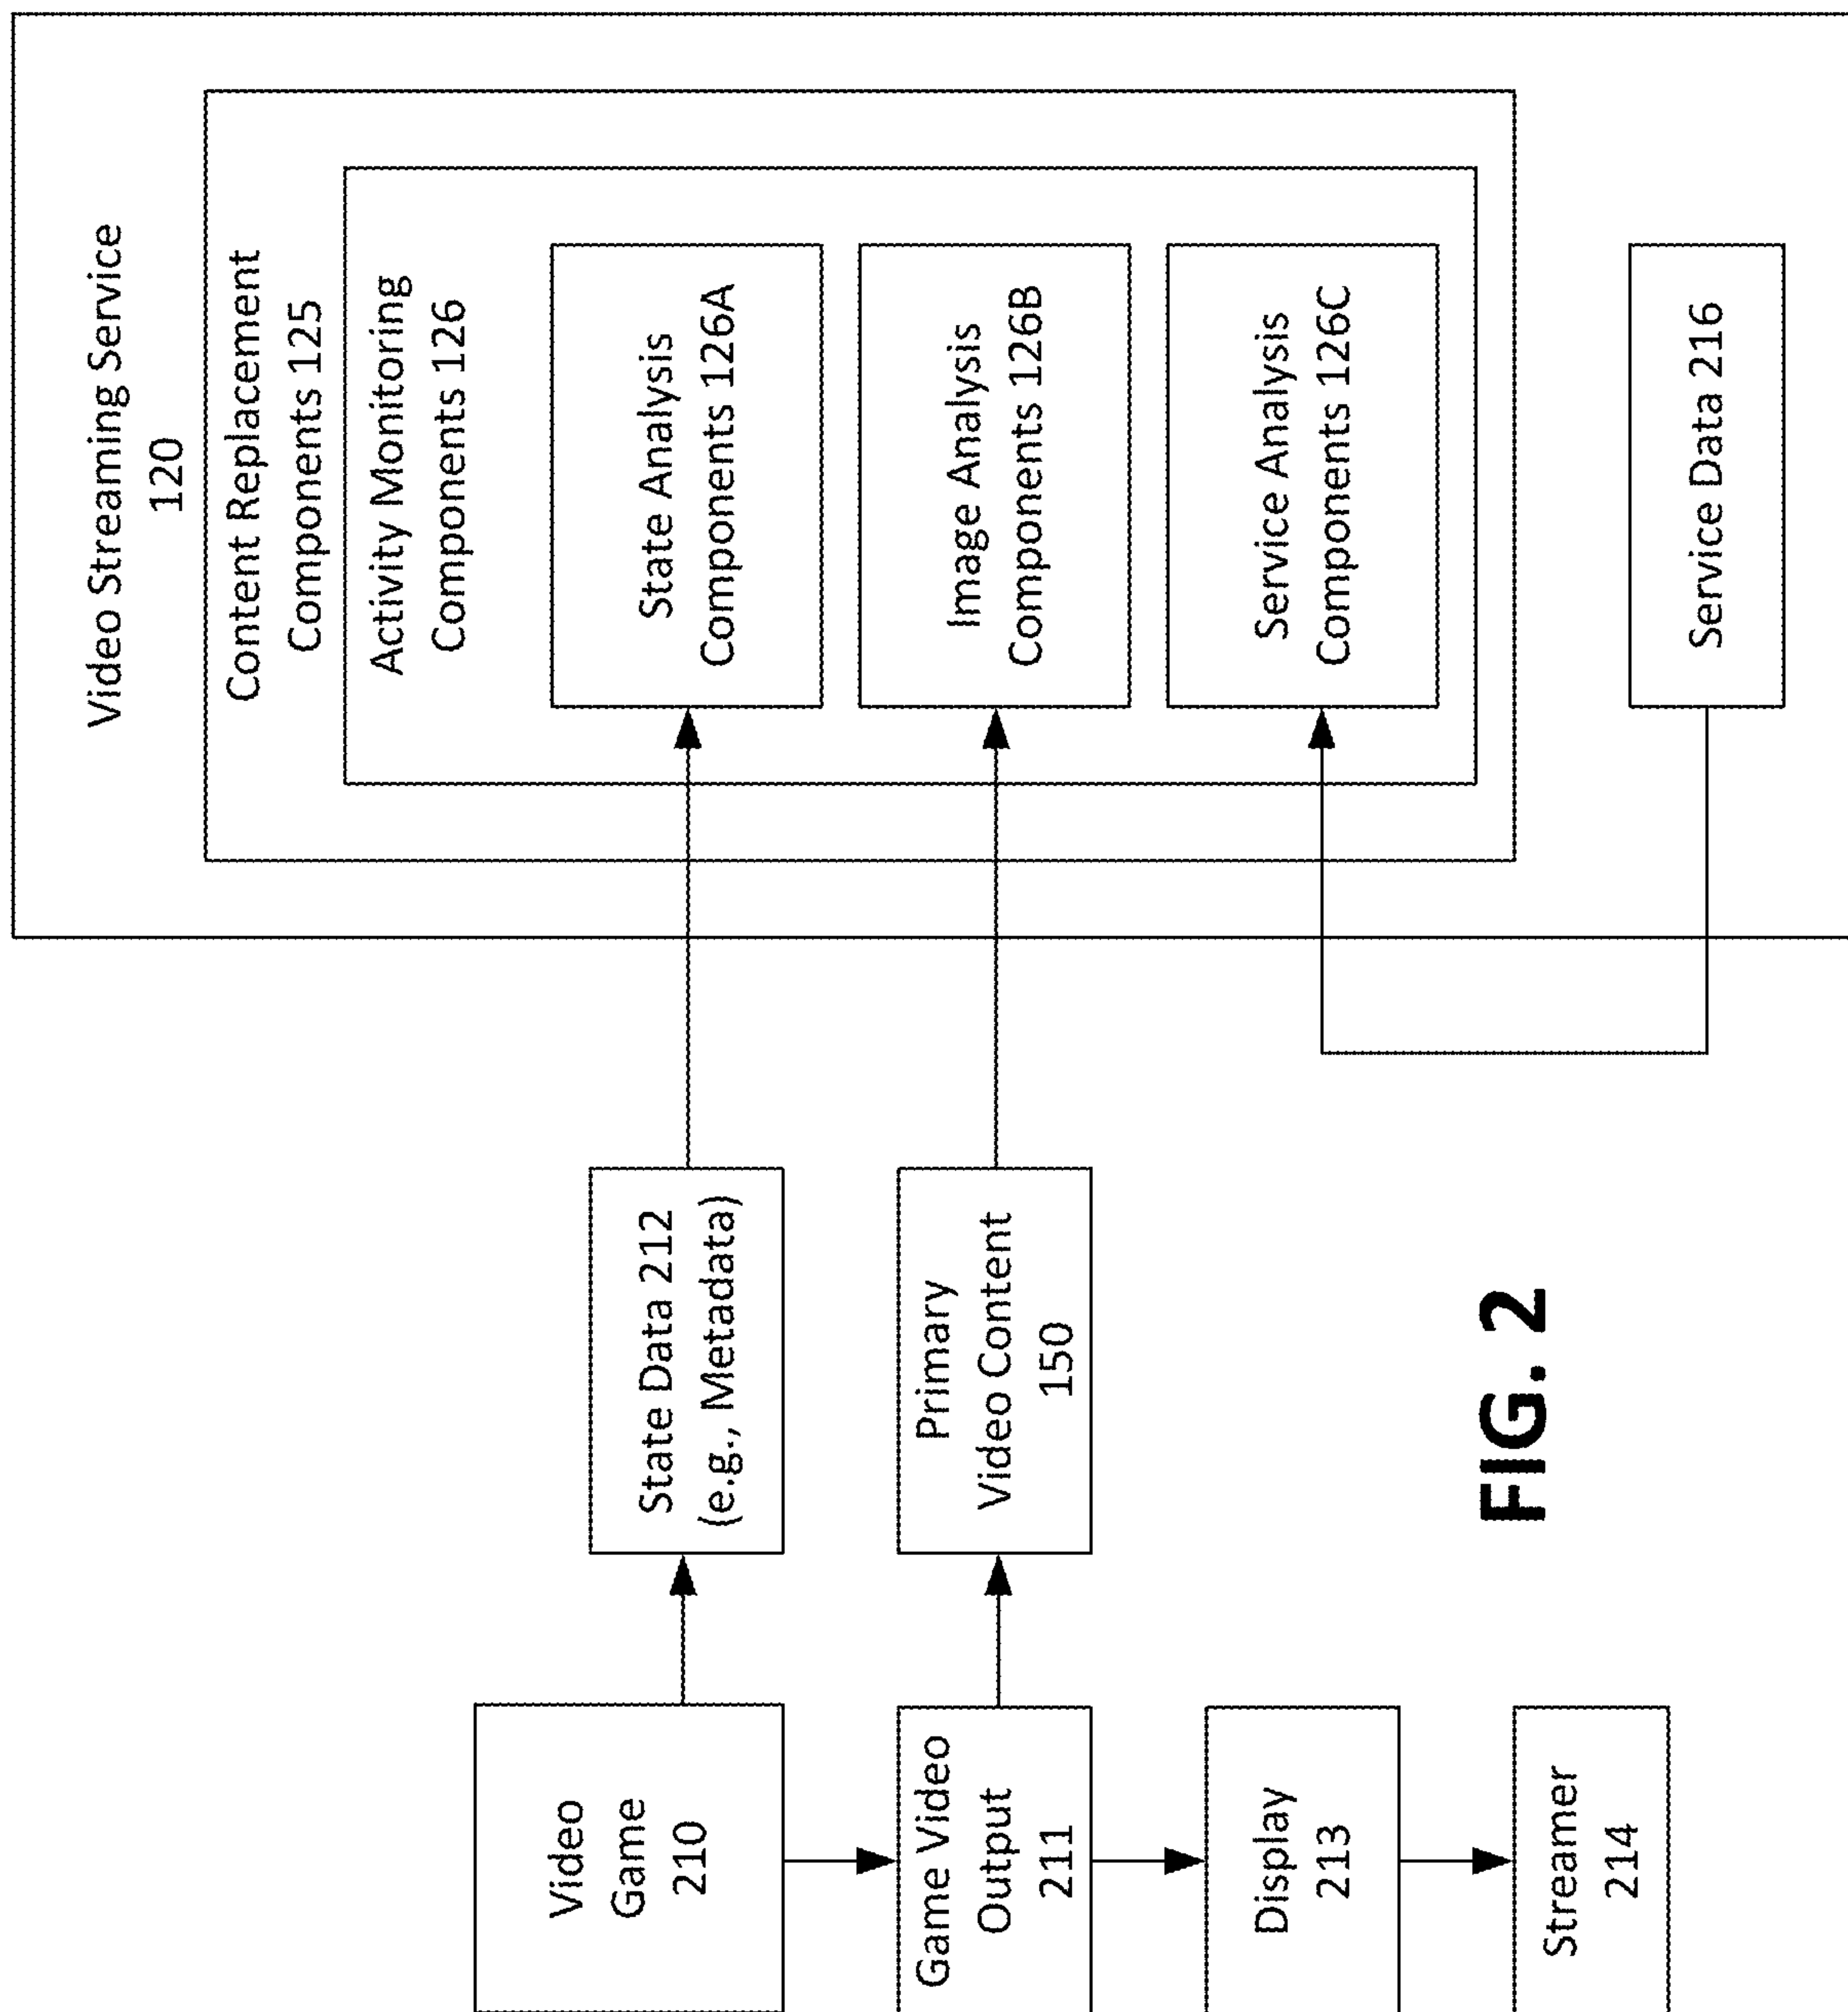 Video Streaming Service
120
Content Replacement
Components 125
Activity Monitoring
Components 126
State Analysis
Components 126A
Image Analysis
Components 126B
Service Analysis
Components 126C
Service Data 216
State Data 212
(e.g., Metadata)
Primary
Video Content
150
Video
Game
210
Game Video
Output
211
Display
213
Streamer
214
FIG. 2